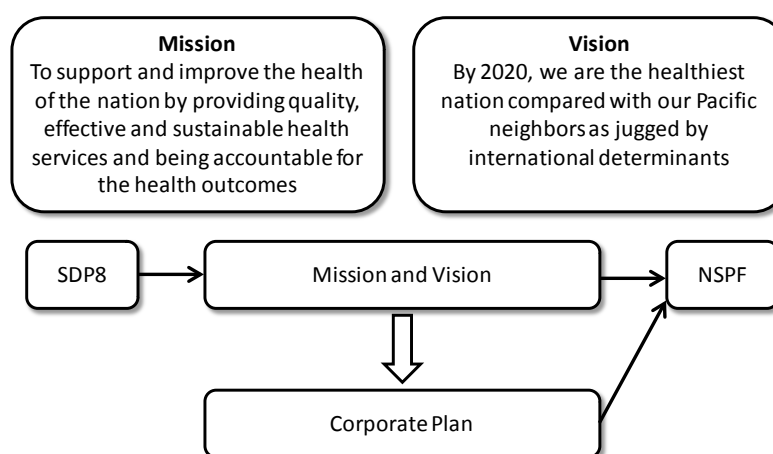 Mission
To support and improve the health
of the nation by providing quality,
effective and sustainable health
services and being accountable for
the health outcomes
Vision
By 2020, we are the healthiest
nation compared with our Pacific
neighbors as jugged by
international determinants
SDP8
Mission and Vision
NSPF
Corporate Plan